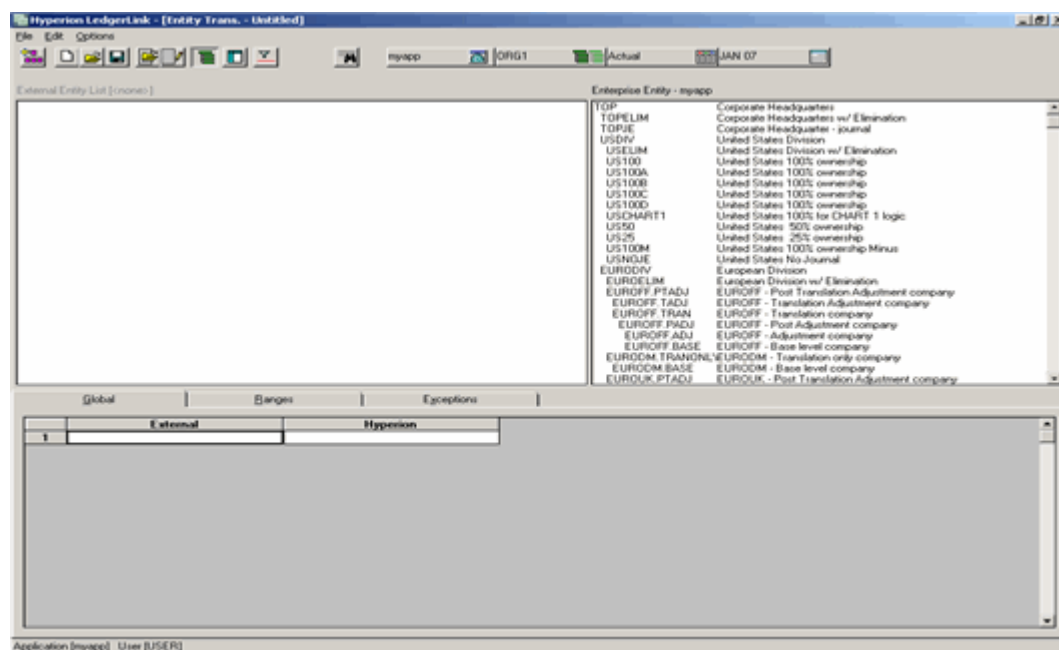 Hyperion LedgerLink - [Entity Trans. - Untitled]
File Edit Options
myapp ORG1 Actual JAN 07
External Entity List [<none>] Enterprise Entity - myapp
TOP Corporate Headquarters
TOPELIM Corporate Headquarters w/ Elimination
TOPJE Corporate Headquarter - journal
USDIV United States Division
USELIM United States Division w/ Elimination
US100 United States 100% ownership
US100A United States 100% ownership
US100B United States 100% ownership
US100C United States 100% ownership
US100D United States 100% ownership
USCHART1 United States 100% for CHART 1 logic
US50 United States 50% ownership
US25 United States 25% ownership
US100M United States 100% ownership Minus
USNOJE United States No Journal
EURODIV European Division
EUROELIM European Division w/ Elimination
EUROFF.PTADJ EUROFF - Post Translation Adjustment company
EUROFF.TADJ EUROFF - Translation Adjustment company
EUROFF.TRAN EUROFF - Translation company
EUROFF.PADJ EUROFF - Post Adjustment company
EUROFF.ADJ EUROFF - Adjustment company
EUROFF.BASE EUROFF - Base level company
EURODM.TRANONLY EURODM - Translation only company
EURODM.BASE EURODM - Base level company
EUROUK.PTADJ EUROUK - Post Translation Adjustment company
Global Ranges Exceptions
External Hyperion
1
Application [myapp] User [USER]